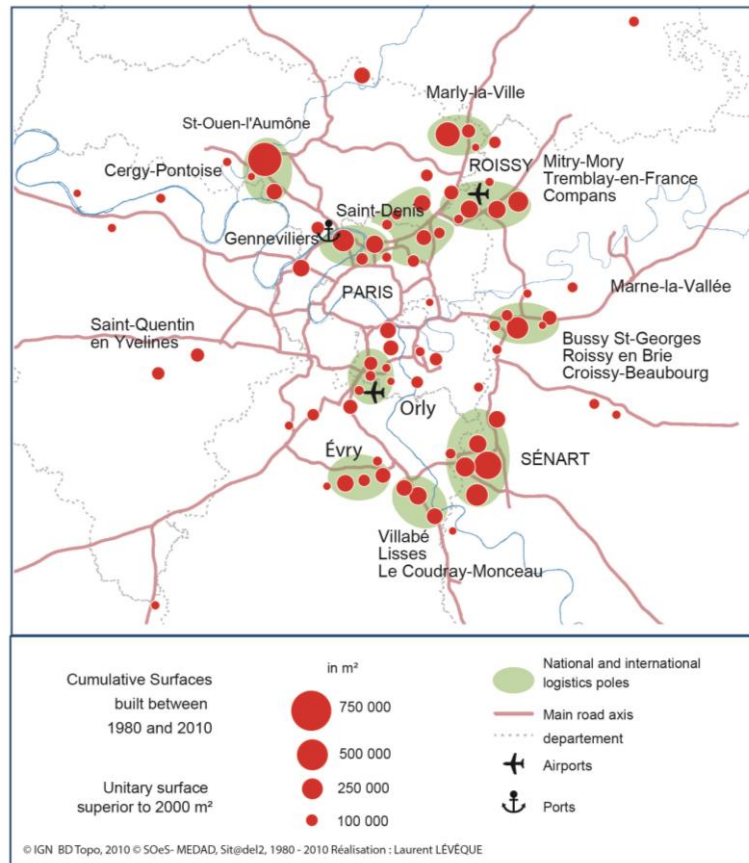 Marly-la-Ville
St-Ouen-l'Aumône
Cergy-Pontoise
ROISSY
Mitry-Mory
Tremblay-en-France
Compans
Saint-Denis
Genneviliers
PARIS
Marne-la-Vallée
Saint-Quentin
en Yvelines
Bussy St-Georges
Roissy en Brie
Croissy-Beaubourg
Orly
Évry
SÉNART
Villabé
Lisses
Le Coudray-Monceau
Cumulative Surfaces
built between
1980 and 2010
Unitary surface
superior to 2000 m²
in m²
750 000
500 000
250 000
100 000
National and international
logistics poles
Main road axis
departement
Airports
Ports
© IGN BD Topo, 2010 © SOeS- MEDAD, Sit@del2, 1980 - 2010 Réalisation : Laurent LÉVÊQUE